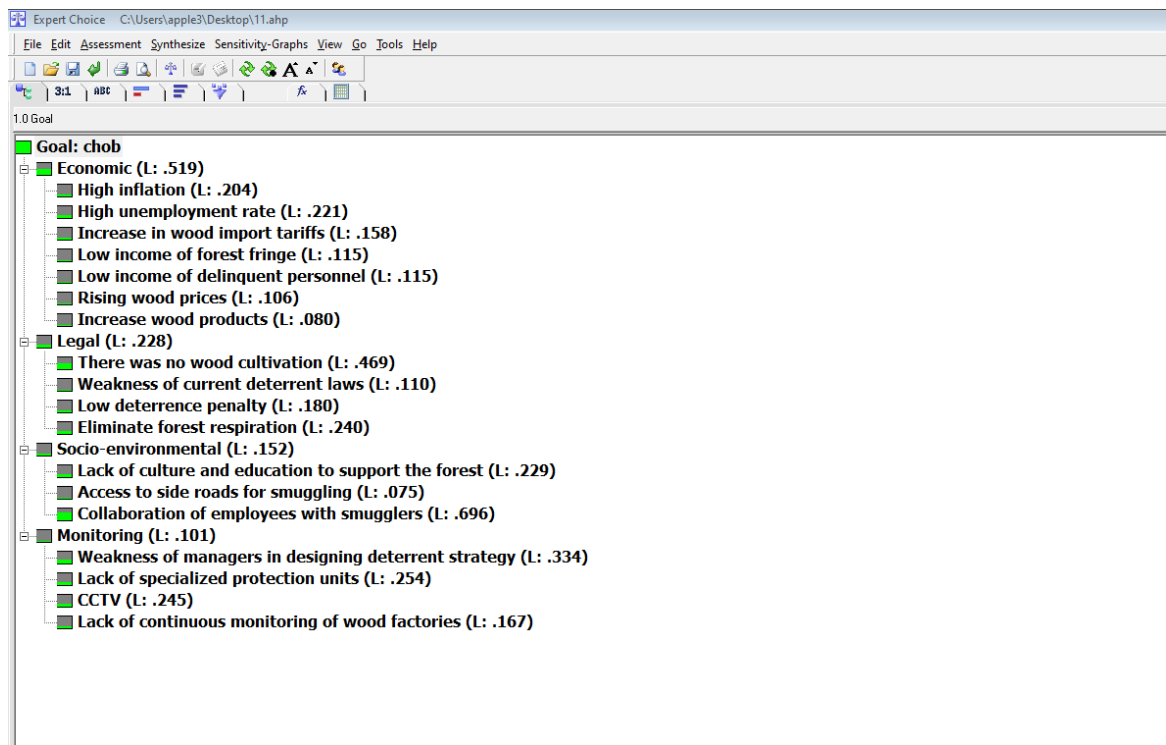 Expert Choice C:\Users\apple3\Desktop\11.ahp
File Edit Assessment Synthesize Sensitivity-Graphs View Go Tools Help
A A
3:1 ABC fx
1.0 Goal
Goal: chob
Economic (L: .519)
High inflation (L: .204)
High unemployment rate (L: .221)
Increase in wood import tariffs (L: .158)
Low income of forest fringe (L: .115)
Low income of delinquent personnel (L: .115)
Rising wood prices (L: .106)
Increase wood products (L: .080)
Legal (L: .228)
There was no wood cultivation (L: .469)
Weakness of current deterrent laws (L: .110)
Low deterrence penalty (L: .180)
Eliminate forest respiration (L: .240)
Socio-environmental (L: .152)
Lack of culture and education to support the forest (L: .229)
Access to side roads for smuggling (L: .075)
Collaboration of employees with smugglers (L: .696)
Monitoring (L: .101)
Weakness of managers in designing deterrent strategy (L: .334)
Lack of specialized protection units (L: .254)
CCTV (L: .245)
Lack of continuous monitoring of wood factories (L: .167)